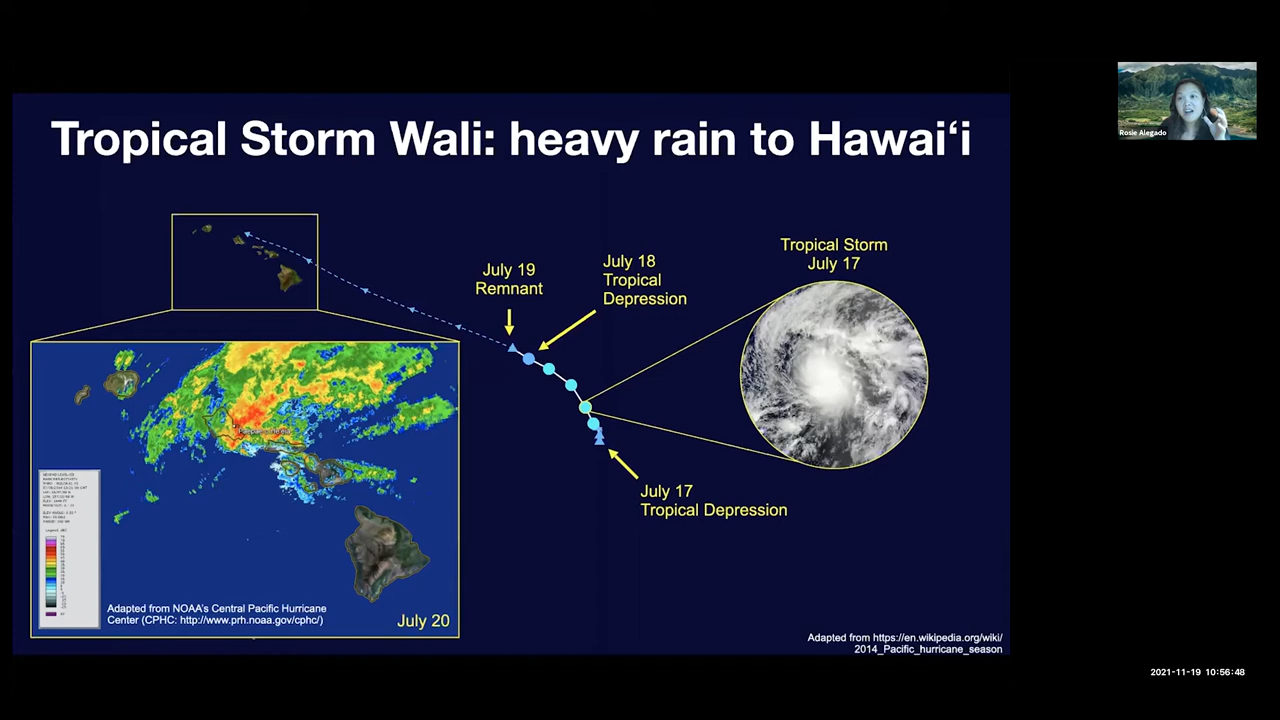 Tropical Storm Wali: heavy rain to Hawaiʻi
Rosie Alegado
Tropical Storm
July 17
July 18
Tropical
Depression
July 19
Remnant
July 17
Tropical Depression
Adapted from NOAA's Central Pacific Hurricane
Center (CPHC: http://www.prh.noaa.gov/cphc/)
July 20
Adapted from https://en.wikipedia.org/wiki/
2014_Pacific_hurricane_season
2021-11-19 10:56:48